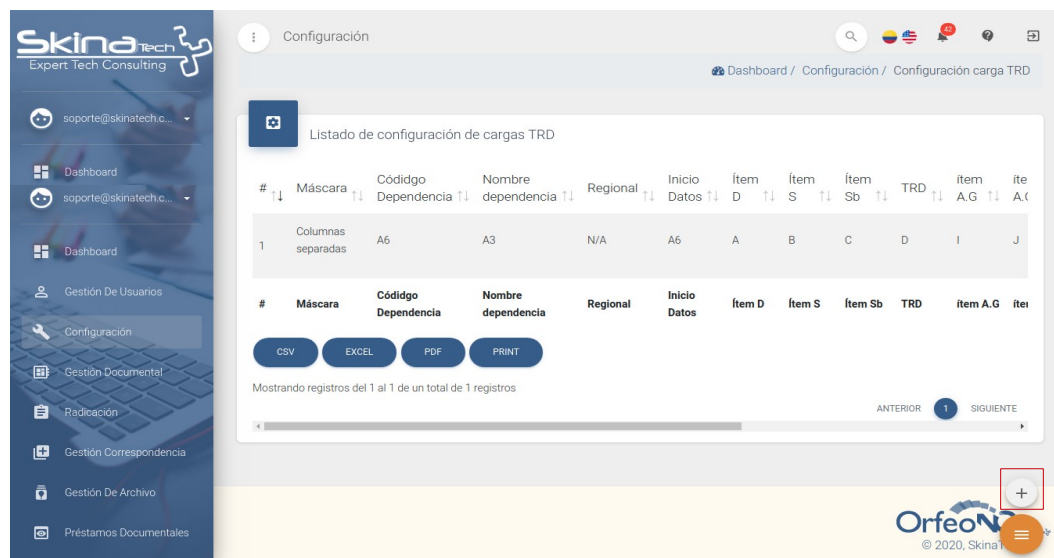 Skina Tech
Expert Tech Consulting
soporte@skinatech.c...
Dashboard
soporte@skinatech.c...
Dashboard
Gestión De Usuarios
Configuración
Gestión Documental
Radicación
Gestión Correspondencia
Gestión De Archivo
Préstamos Documentales
Configuración
42
Dashboard / Configuración / Configuración carga TRD
Listado de configuración de cargas TRD
# Máscara Códidgo Dependencia Nombre dependencia Regional Inicio Datos Ítem D Ítem S Ítem Sb TRD ítem A.G
1 Columnas separadas A6 A3 N/A A6 A B C D I J
# Máscara Códidgo Dependencia Nombre dependencia Regional Inicio Datos Ítem D Ítem S Ítem Sb TRD ítem A.G
CSV EXCEL PDF PRINT
Mostrando registros del 1 al 1 de un total de 1 registros
ANTERIOR 1 SIGUIENTE
+
OrfeoN
© 2020, SkinaT